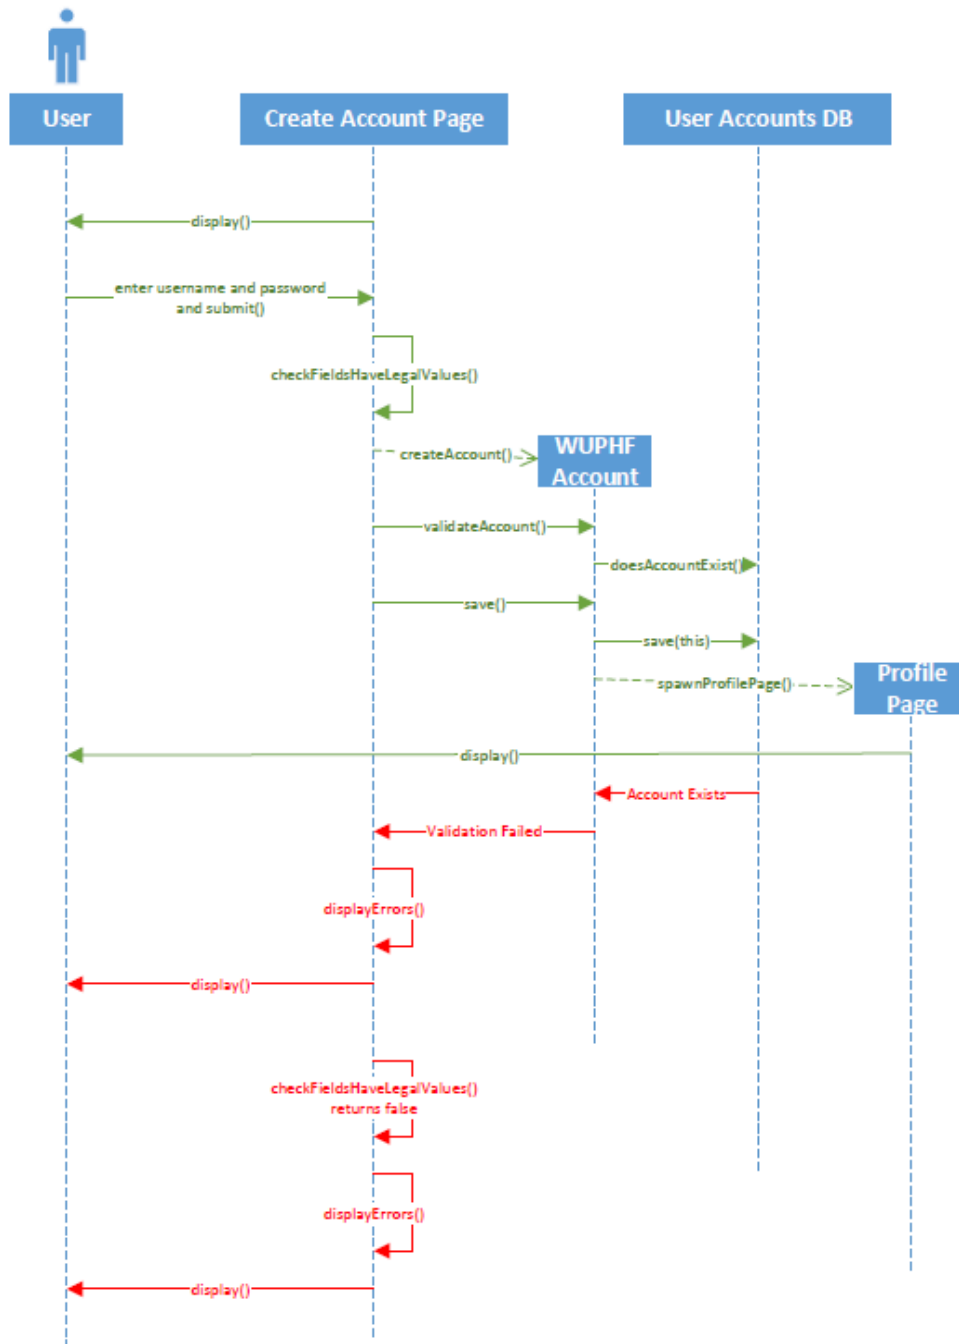 User
Create Account Page
User Accounts DB
display()
enter username and password
and submit()
checkFieldsHaveLegalValues()
createAccount()
WUPHF
Account
validateAccount()
doesAccountExist()
save()
save(this)
spawnProfilePage()
Profile
Page
display()
Account Exists
Validation Failed
displayErrors()
display()
checkFieldsHaveLegalValues()
returns false
displayErrors()
display()